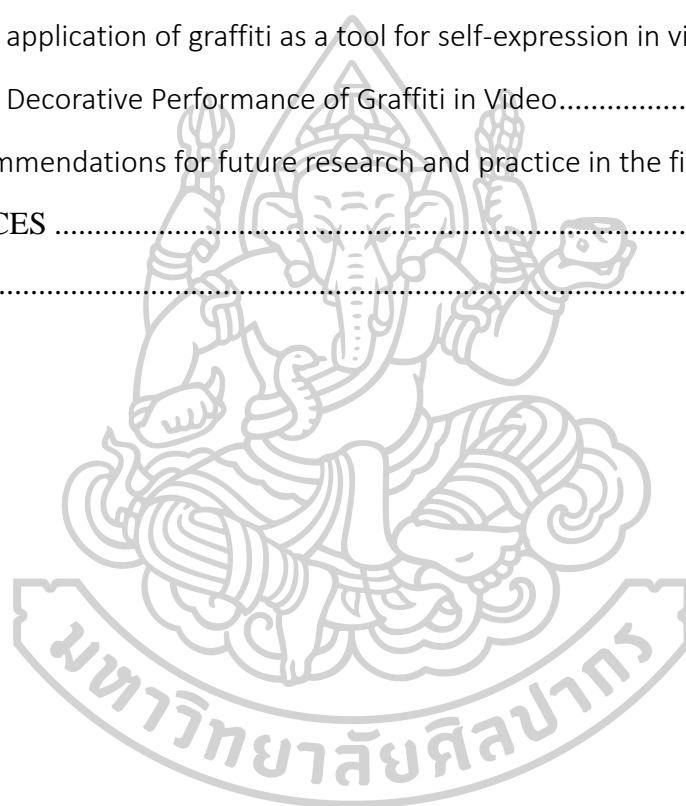 application of graffiti as a tool for self-expression in vi
Decorative Performance of Graffiti in Video.................
mmendations for future research and practice in the fi
CES ................................................................................
................................................................................
มหาวิทยาลัยศิลปากร